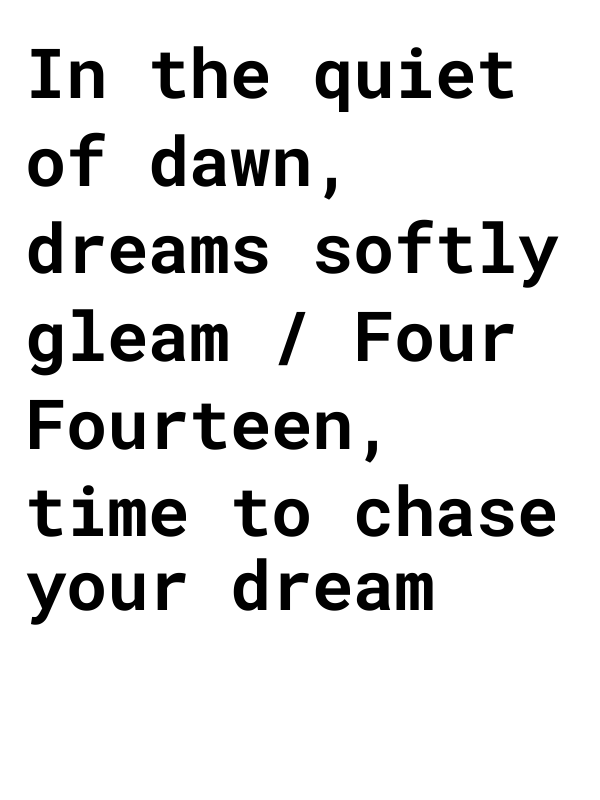 In the quiet
of dawn,
dreams softly
gleam / Four
Fourteen,
time to chase
your dream